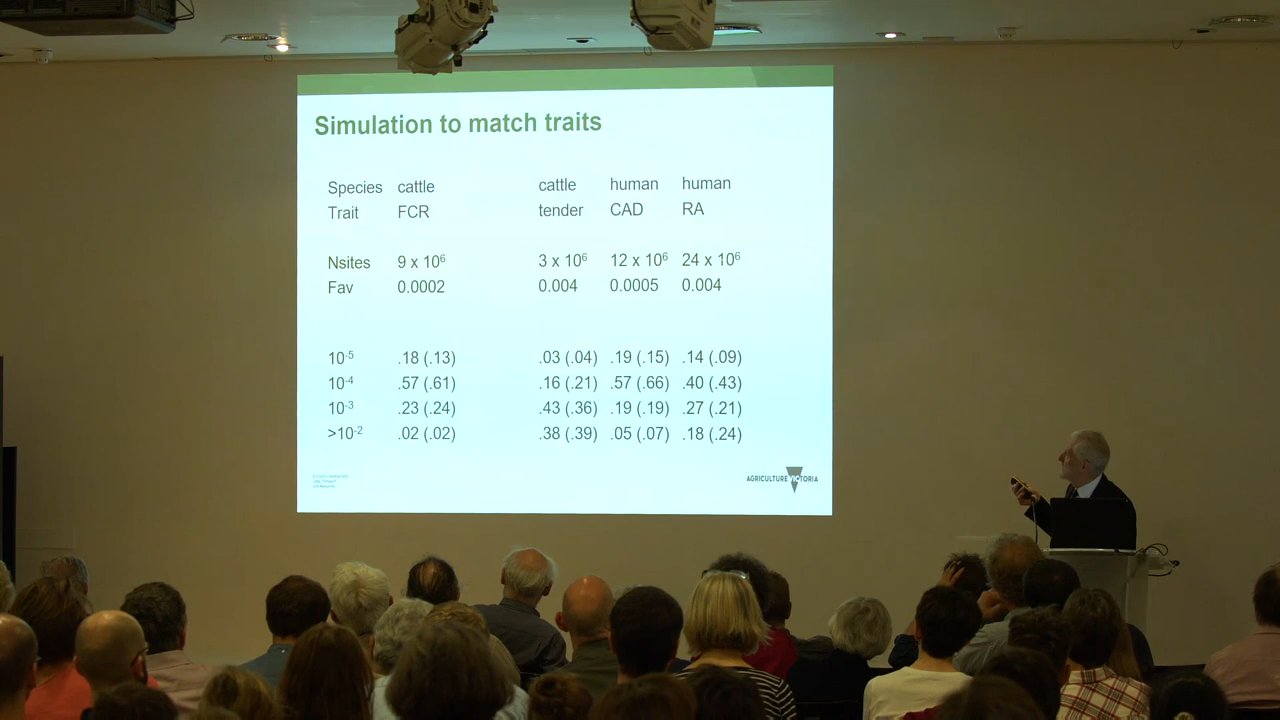 Simulation to match traits
Species cattle cattle human human
Trait FCR tender CAD RA
Nsites 9 x 10⁶ 3 x 10⁶ 12 x 10⁶ 24 x 10⁶
Fav 0.0002 0.004 0.0005 0.004
10⁻⁵ .18 (.13) .03 (.04) .19 (.15) .14 (.09)
10⁻⁴ .57 (.61) .16 (.21) .57 (.66) .40 (.43)
10⁻³ .23 (.24) .43 (.36) .19 (.19) .27 (.21)
>10⁻² .02 (.02) .38 (.39) .05 (.07) .18 (.24)
AGRICULTURE VICTORIA